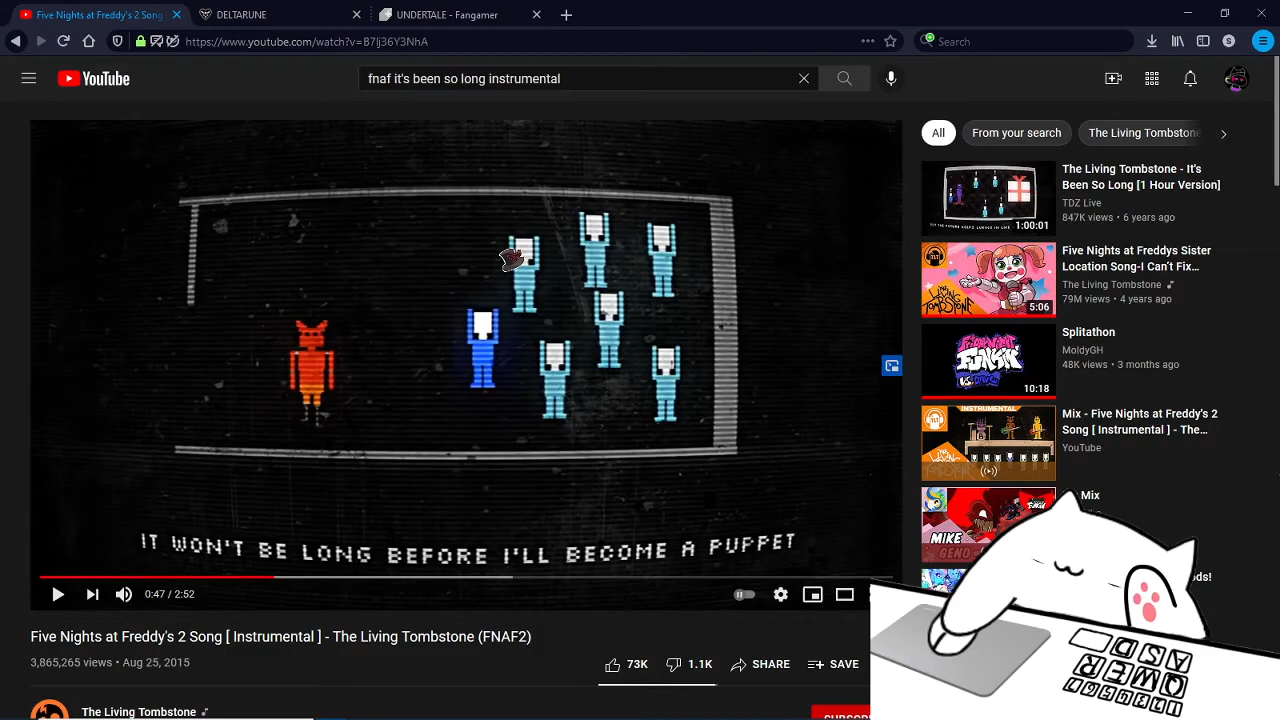 Five Nights at Freddy's 2 Song
DELTARUNE
UNDERTALE - Fangamer
https://www.youtube.com/watch?v=B7lj36Y3NhA
Search
YouTube
fnaf it's been so long instrumental
All
From your search
The Living Tombstone
IT WON'T BE LONG BEFORE I'LL BECOME A PUPPET
0:47 / 2:52
Five Nights at Freddy's 2 Song [ Instrumental ] - The Living Tombstone (FNAF2)
3,865,265 views • Aug 25, 2015
73K
1.1K
SHARE
SAVE
The Living Tombstone
The Living Tombstone - It's
Been So Long [1 Hour Version]
TDZ Live
847K views • 6 years ago
1:00:01
Five Nights at Freddys Sister
Location Song-I Can't Fix…
The Living Tombstone
79M views • 4 years ago
5:06
Splitathon
MoldyGH
48K views • 3 months ago
FRIDAY NIGHT
FUNKIN
10:18
Mix - Five Nights at Freddy's 2
Song [ Instrumental ] - The…
YouTube
INSTRUMENTAL
Mix
MIKE